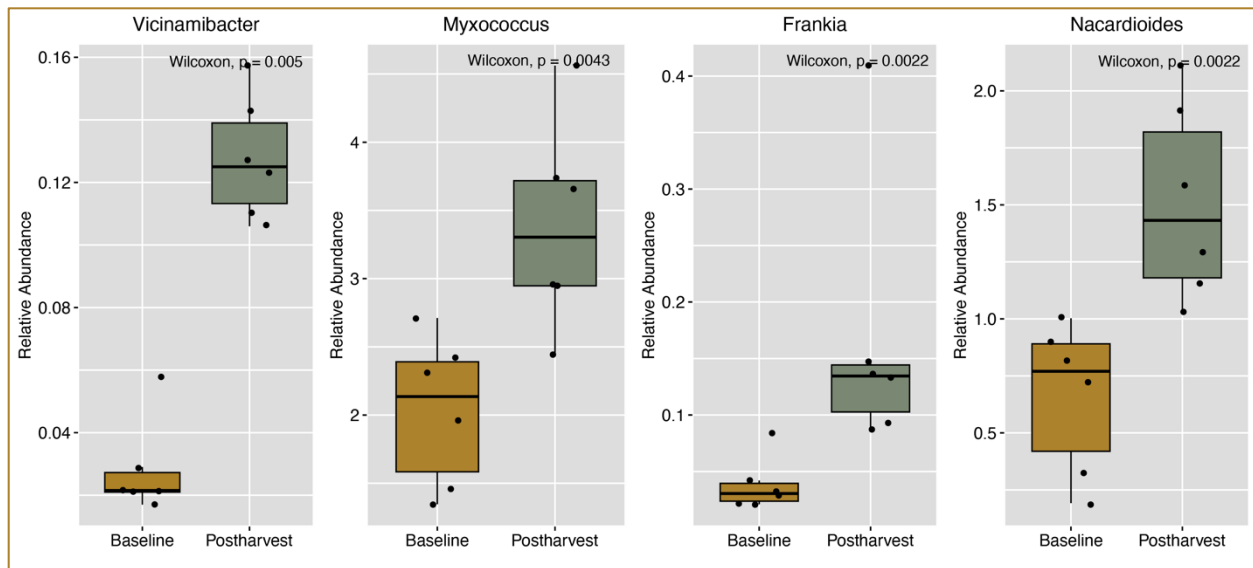 Vicinamibacter
Wilcoxon, p = 0.005
Relative Abundance
0.16
0.12
0.08
0.04
Baseline Postharvest
Myxococcus
Wilcoxon, p = 0.0043
Relative Abundance
4
3
2
Baseline Postharvest
Frankia
Wilcoxon, p = 0.0022
Relative Abundance
0.4
0.3
0.2
0.1
Baseline Postharvest
Nacardioides
Wilcoxon, p = 0.0022
Relative Abundance
2.0
1.5
1.0
0.5
Baseline Postharvest